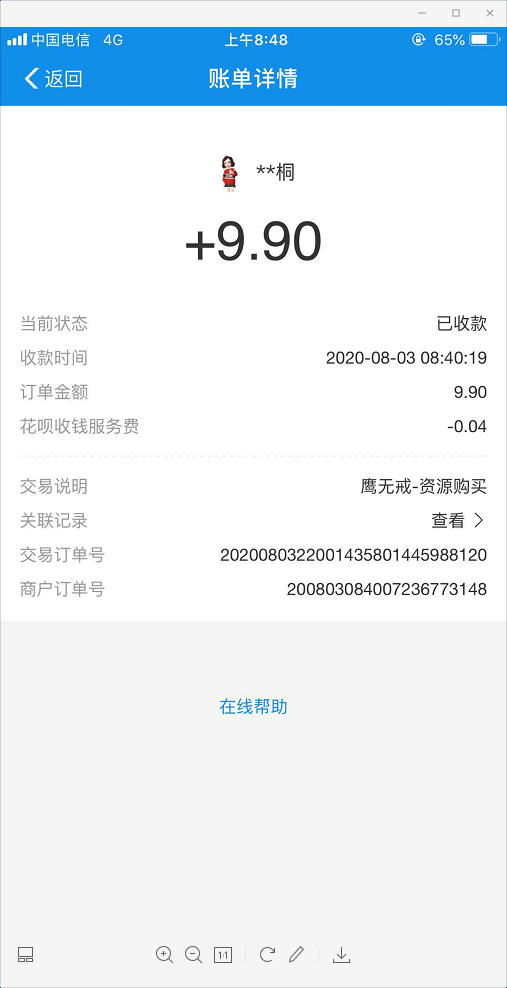 中国电信 4G 上午8:48 65%
返回 账单详情
**桐
+9.90
当前状态 已收款
收款时间 2020-08-03 08:40:19
订单金额 9.90
花呗收钱服务费 -0.04
交易说明 鹰无戒-资源购买
关联记录 查看
交易订单号 2020080322001435801445988120
商户订单号 200803084007236773148
在线帮助
1:1